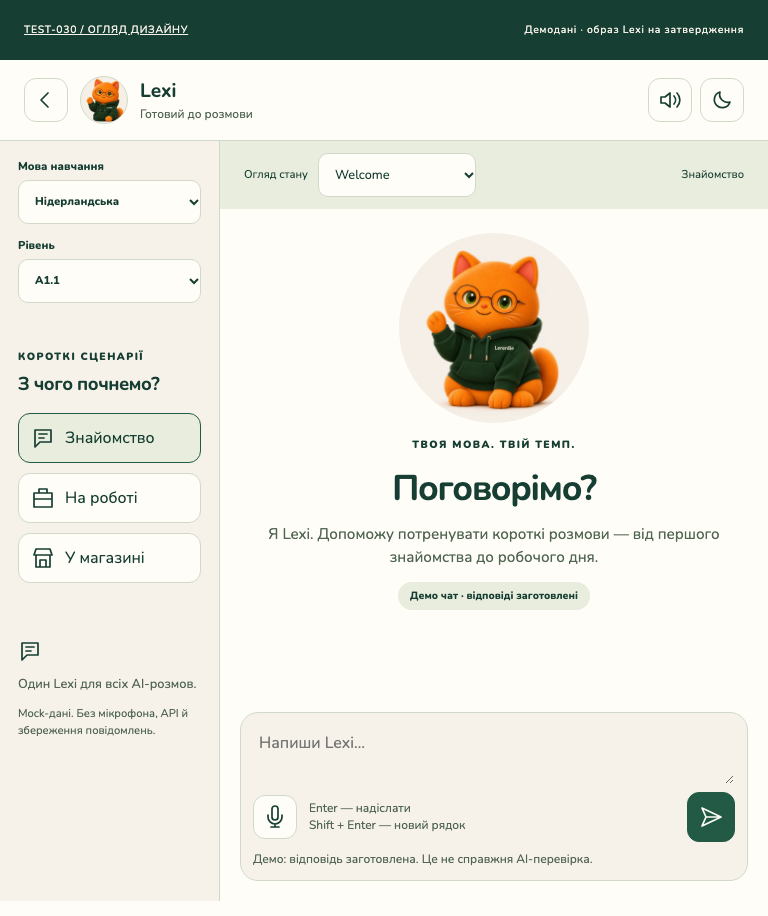 TEST-030 / ОГЛЯД ДИЗАЙНУ
Демодані · образ Lexi на затвердження
Lexi
Готовий до розмови
Мова навчання
Нідерландська
Рівень
A1.1
КОРОТКІ СЦЕНАРІЇ
З чого почнемо?
Знайомство
На роботі
У магазині
Один Lexi для всіх AI-розмов.
Mock-дані. Без мікрофона, API й
збереження повідомлень.
Огляд стану
Welcome
Знайомство
ТВОЯ МОВА. ТВІЙ ТЕМП.
Поговорімо?
Я Lexi. Допоможу потренувати короткі розмови — від першого
знайомства до робочого дня.
Демо чат · відповіді заготовлені
Напиши Lexi...
Enter — надіслати
Shift + Enter — новий рядок
Демо: відповідь заготовлена. Це не справжня AI-перевірка.